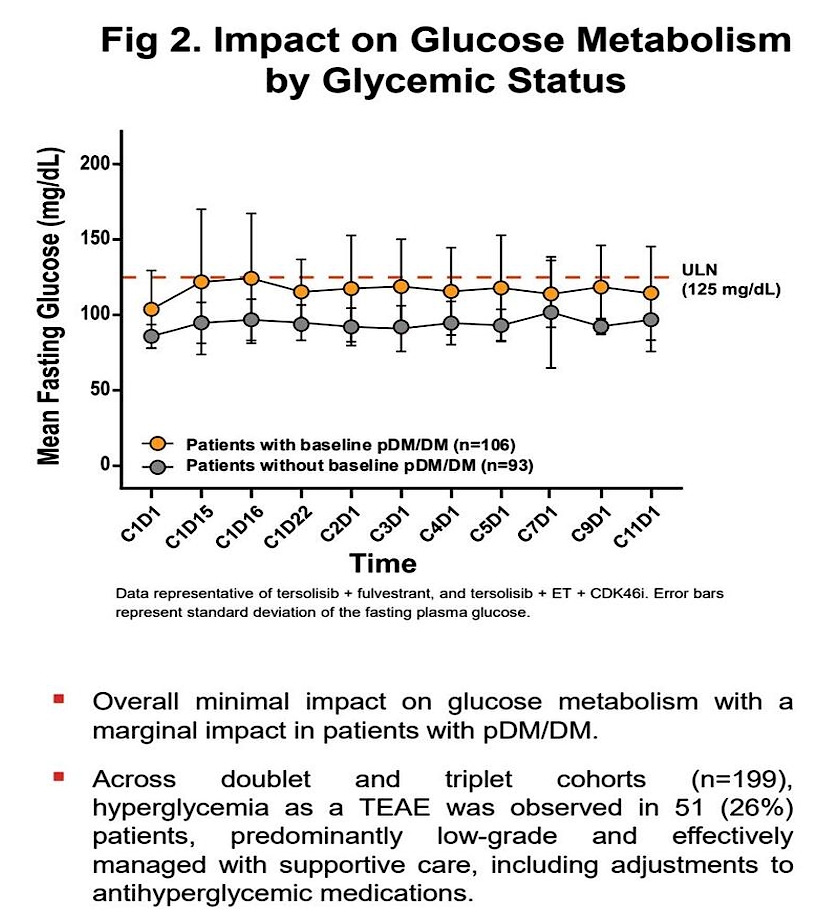 Fig 2. Impact on Glucose Metabolism
by Glycemic Status
Mean Fasting Glucose (mg/dL)
200
150
100
50
0
ULN
(125 mg/dL)
Patients with baseline pDM/DM (n=106)
Patients without baseline pDM/DM (n=93)
C1D1
C1D15
C1D16
C1D22
C2D1
C3D1
C4D1
C5D1
C7D1
C9D1
C11D1
Time
Data representative of tersolisib + fulvestrant, and tersolisib + ET + CDK46i. Error bars
represent standard deviation of the fasting plasma glucose.
Overall minimal impact on glucose metabolism with a
marginal impact in patients with pDM/DM.
Across doublet and triplet cohorts (n=199),
hyperglycemia as a TEAE was observed in 51 (26%)
patients, predominantly low-grade and effectively
managed with supportive care, including adjustments to
antihyperglycemic medications.